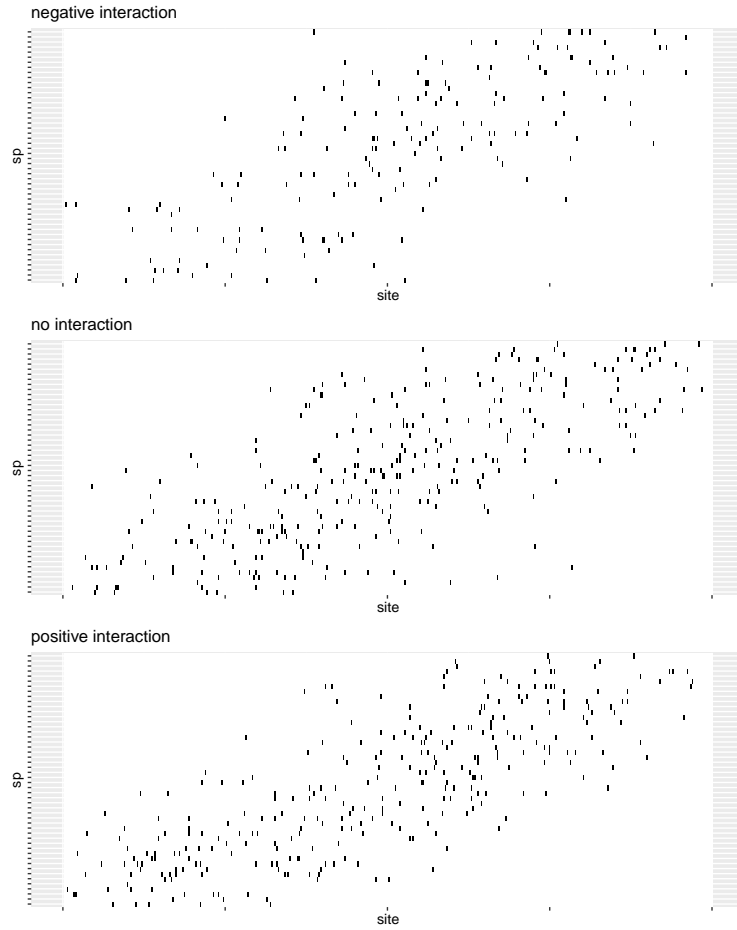 negative interaction
sp
site
no interaction
sp
site
positive interaction
sp
site